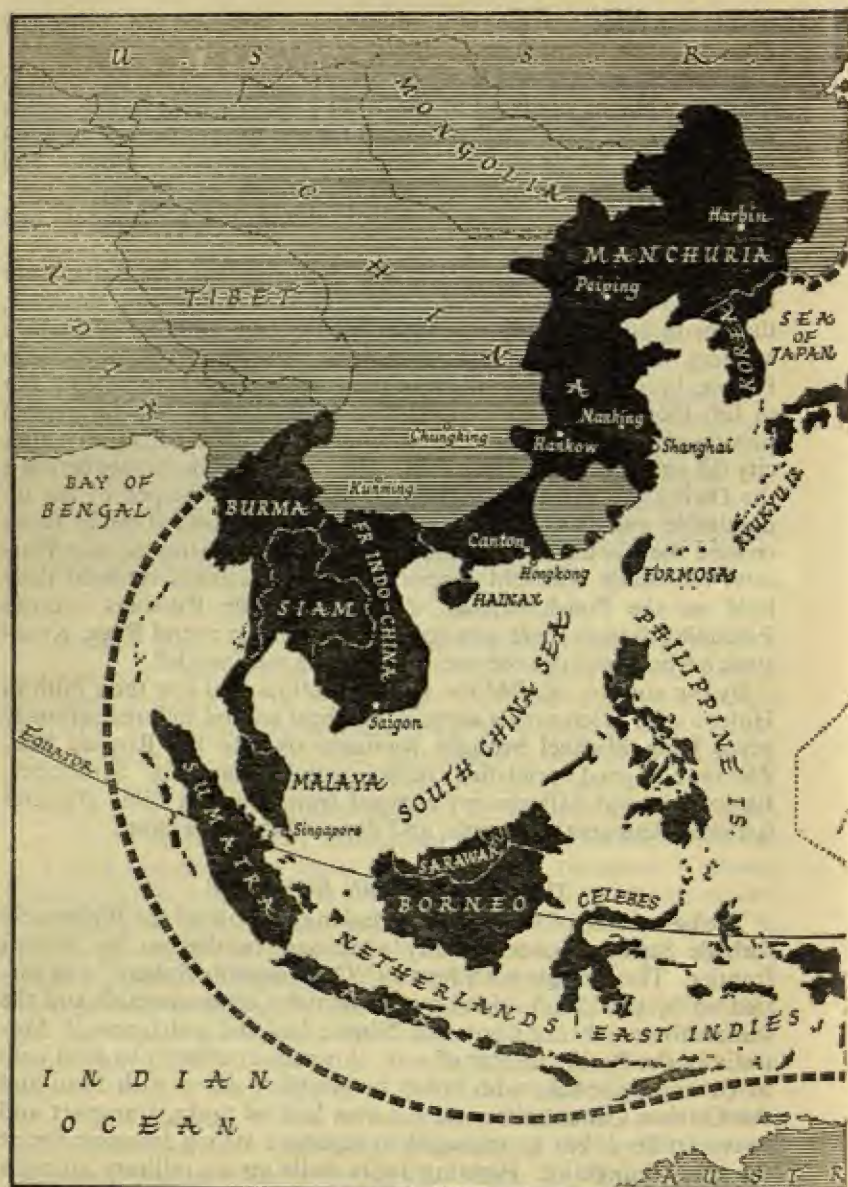 U. S. S. R.
MONGOLIA
CHINA
INDIA
TIBET
Harbin
MANCHURIA
Peiping
KOREA
SEA
OF
JAPAN
Nanking
Chungking
Hankow
Shanghai
BAY OF
BENGAL
Kunming
BURMA
RYUKYU IS.
Canton
Hongkong
FORMOSA
HAINAN
FR. INDO-CHINA
SIAM
PHILIPPINE IS.
SOUTH CHINA SEA
Saigon
EQUATOR
MALAYA
SUMATRA
Singapore
SARAWAK
BORNEO
CELEBES
NETHERLANDS EAST INDIES
JAVA
INDIAN
OCEAN
AUSTR